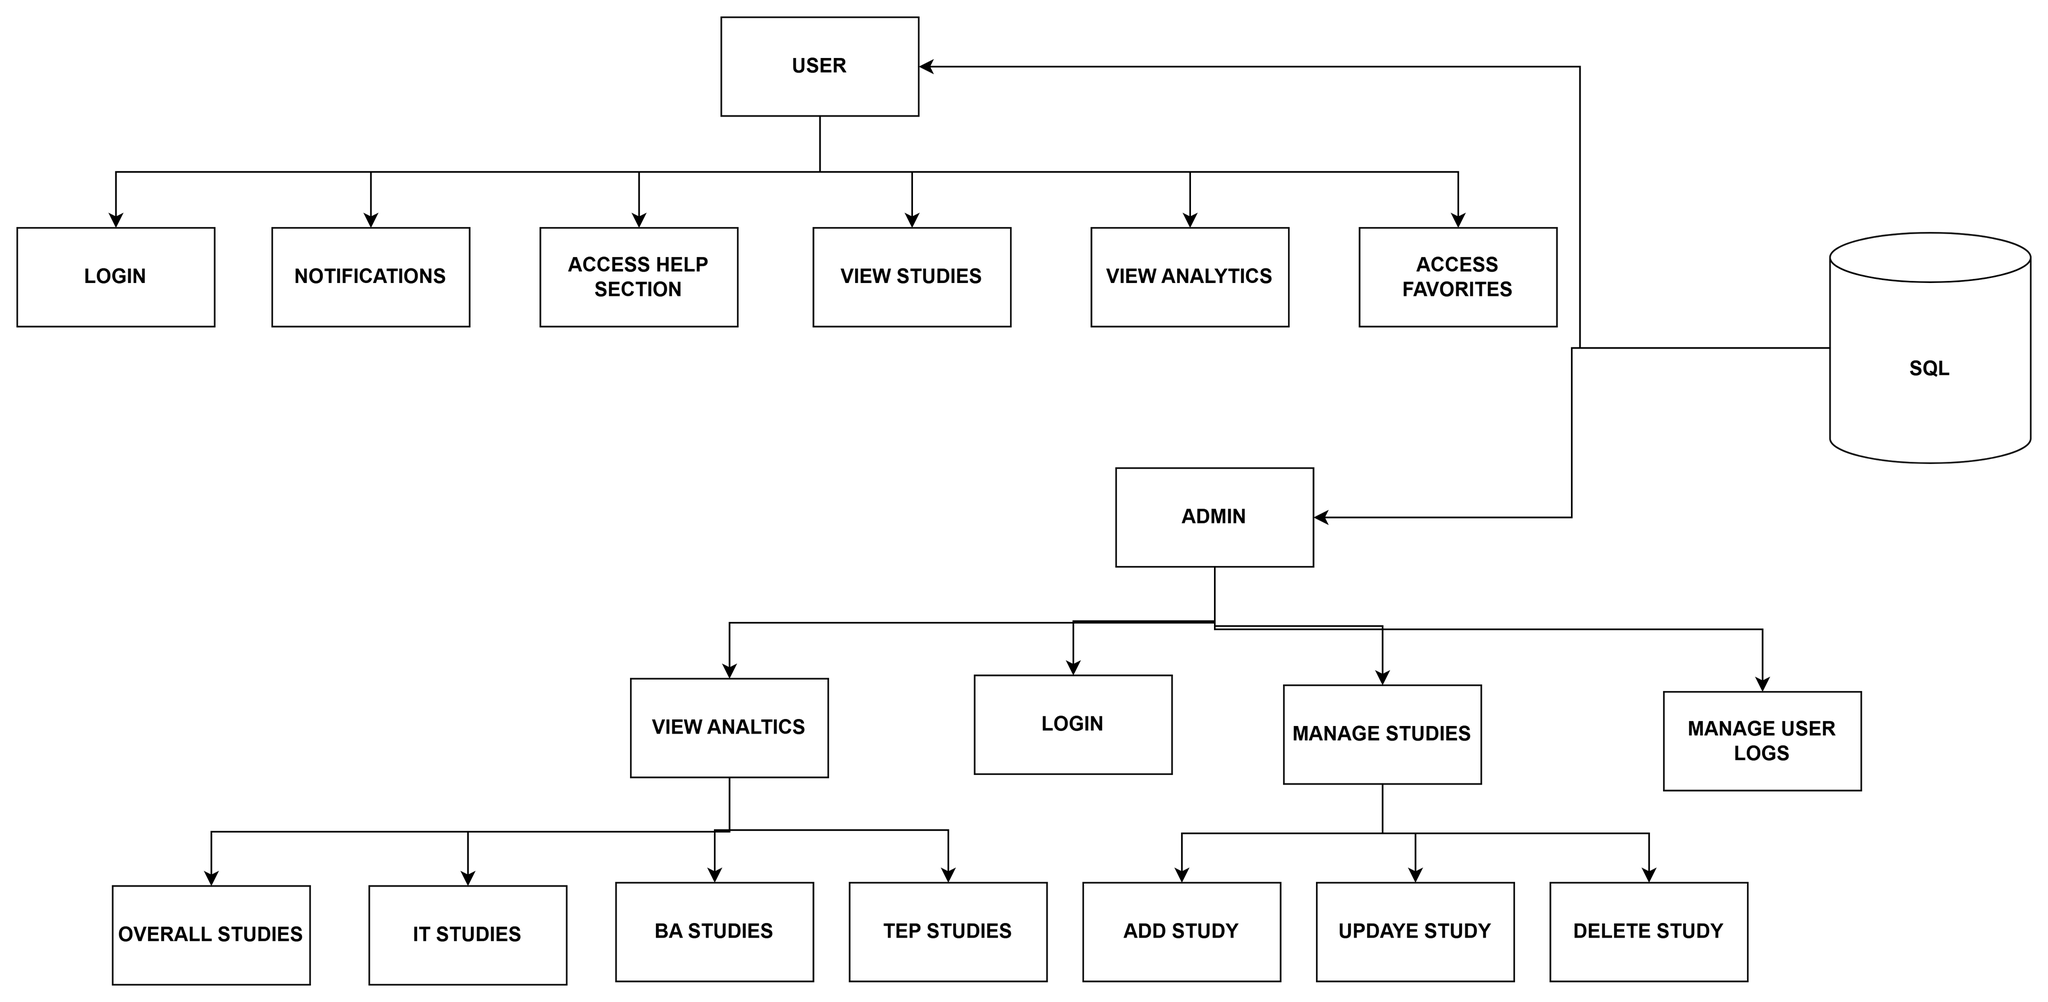 USER
LOGIN
NOTIFICATIONS
ACCESS HELP
SECTION
VIEW STUDIES
VIEW ANALYTICS
ACCESS
FAVORITES
SQL
ADMIN
VIEW ANALTICS
LOGIN
MANAGE STUDIES
MANAGE USER
LOGS
OVERALL STUDIES
IT STUDIES
BA STUDIES
TEP STUDIES
ADD STUDY
UPDAYE STUDY
DELETE STUDY